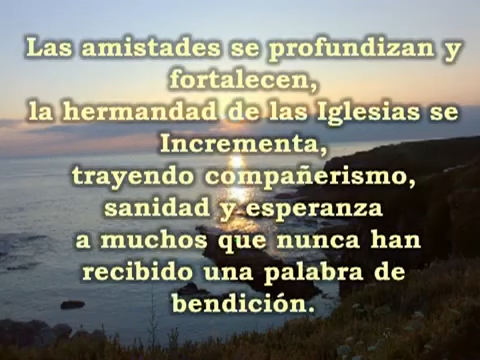 Las amistades se profundizan y
fortalecen,
la hermandad de las Iglesias se
Incrementa,
trayendo compañerismo,
sanidad y esperanza
a muchos que nunca han
recibido una palabra de
bendición.